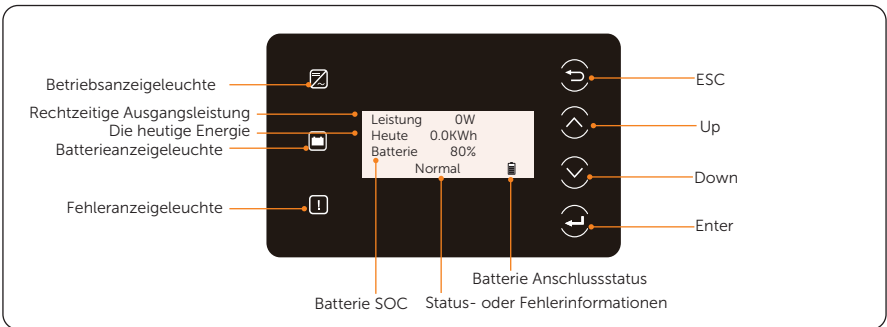 Betriebsanzeigeleuchte
Rechtzeitige Ausgangsleistung
Die heutige Energie
Batterieanzeigeleuchte
Fehleranzeigeleuchte
Leistung 0W
Heute 0.0KWh
Batterie 80%
Normal
ESC
Up
Down
Enter
Batterie Anschlussstatus
Batterie SOC
Status- oder Fehlerinformationen